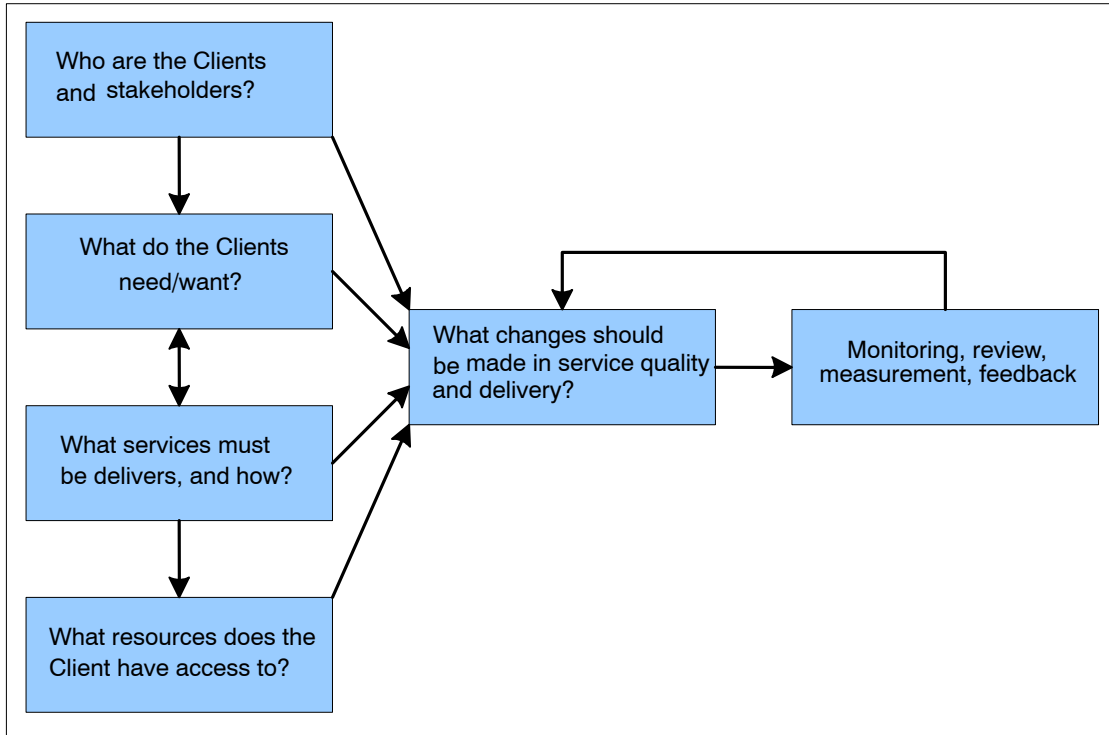 Who are the Clients
and stakeholders?
What do the Clients
need/want?
What services must
be delivers, and how?
What resources does the
Client have access to?
What changes should
be made in service quality
and delivery?
Monitoring, review,
measurement, feedback